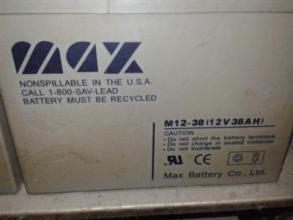 max
NONSPILLABLE IN THE U.S.A.
CALL 1-800-SAV-LEAD
BATTERY MUST BE RECYCLED
M12-38 (12V38AH)
CAUTION
• Do not short the battery terminals
• Do not charge in sealed container
• Do not incinerate
Max Battery Co., Ltd.